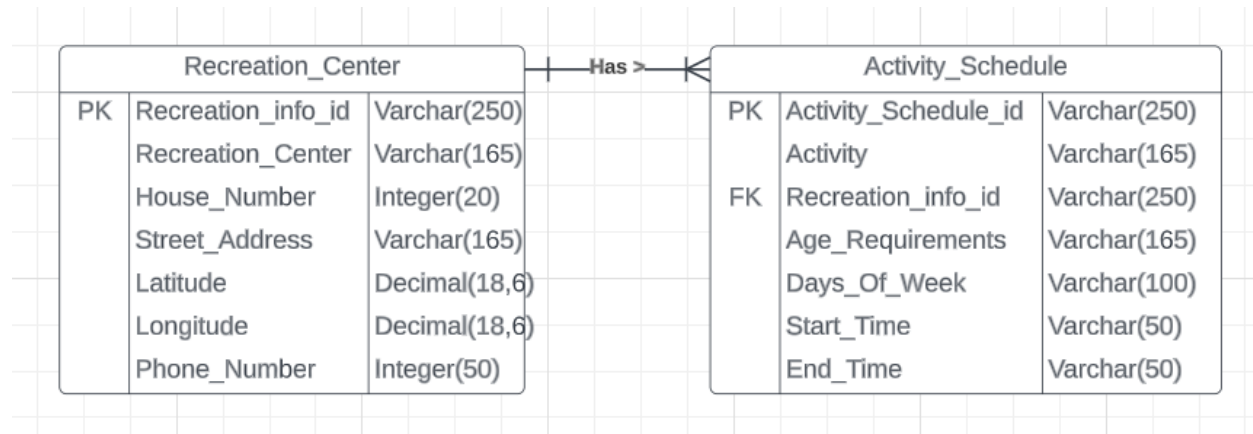 Recreation_Center
PK Recreation_info_id Varchar(250)
Recreation_Center Varchar(165)
House_Number Integer(20)
Street_Address Varchar(165)
Latitude Decimal(18,6)
Longitude Decimal(18,6)
Phone_Number Integer(50)
Has >
Activity_Schedule
PK Activity_Schedule_id Varchar(250)
Activity Varchar(165)
FK Recreation_info_id Varchar(250)
Age_Requirements Varchar(165)
Days_Of_Week Varchar(100)
Start_Time Varchar(50)
End_Time Varchar(50)